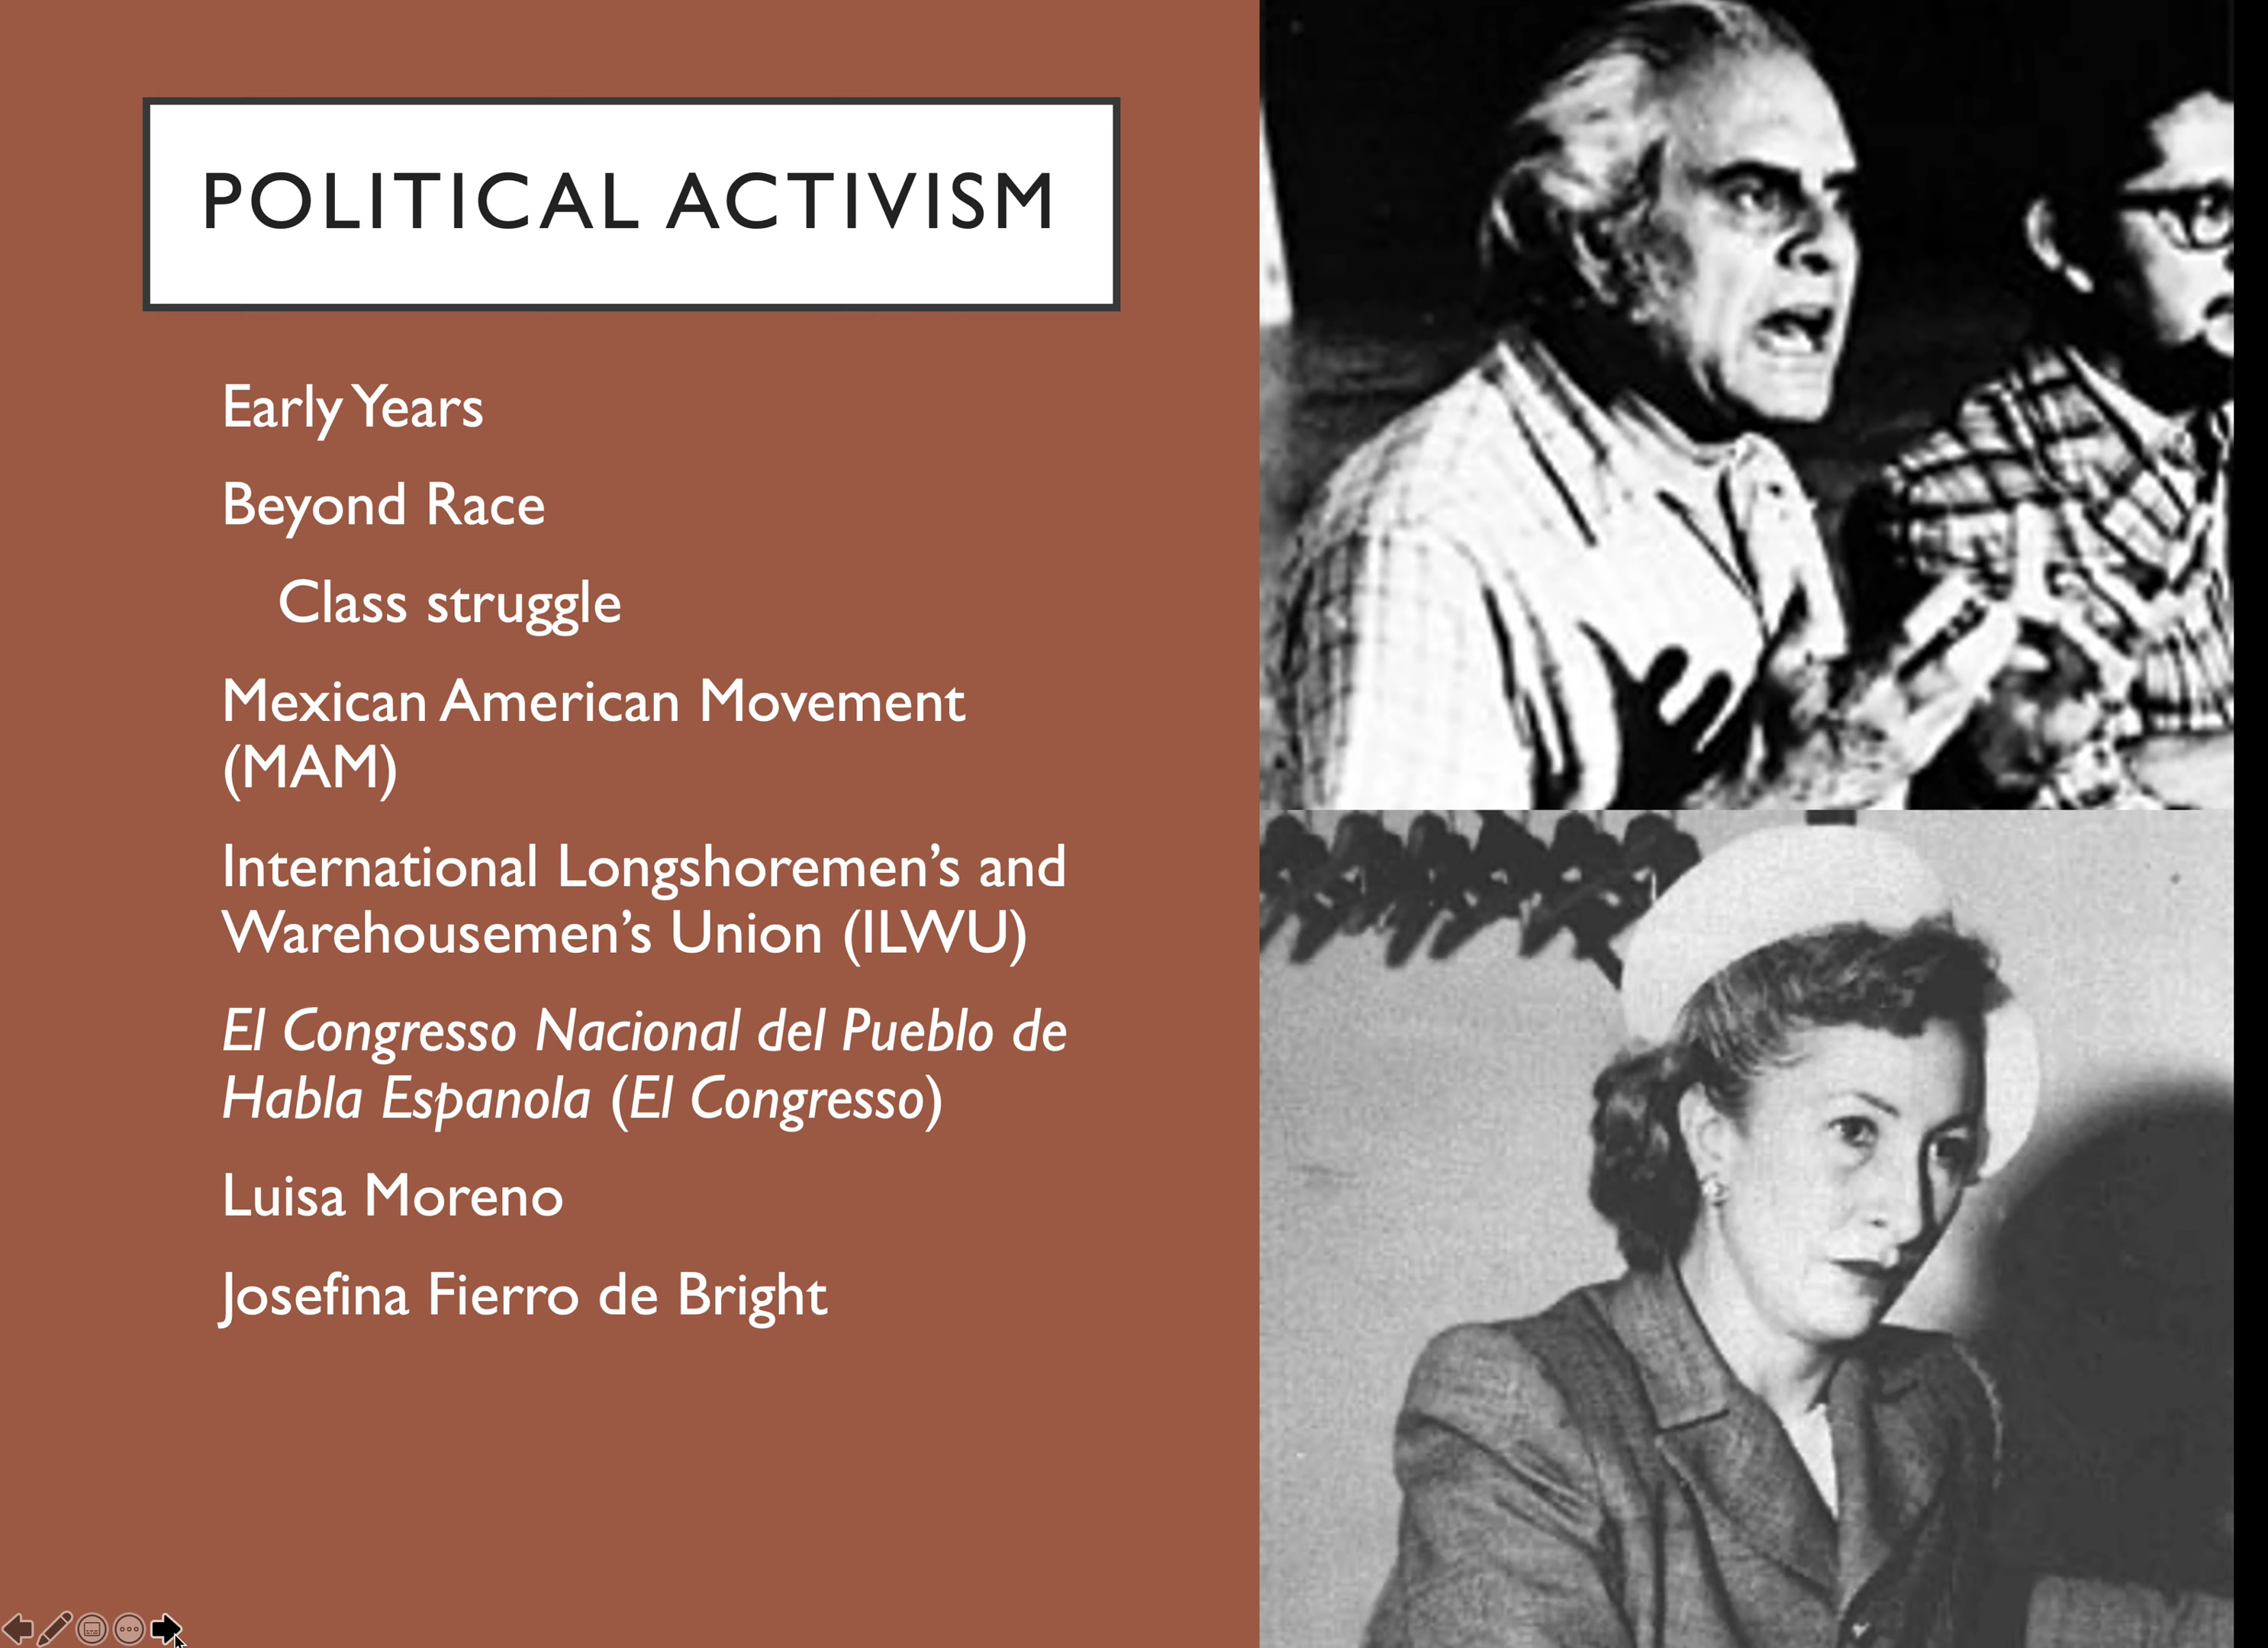 POLITICAL ACTIVISM
Early Years
Beyond Race
Class struggle
Mexican American Movement
(MAM)
International Longshoremen’s and
Warehousemen’s Union (ILWU)
El Congresso Nacional del Pueblo de
Habla Espanola (El Congresso)
Luisa Moreno
Josefina Fierro de Bright